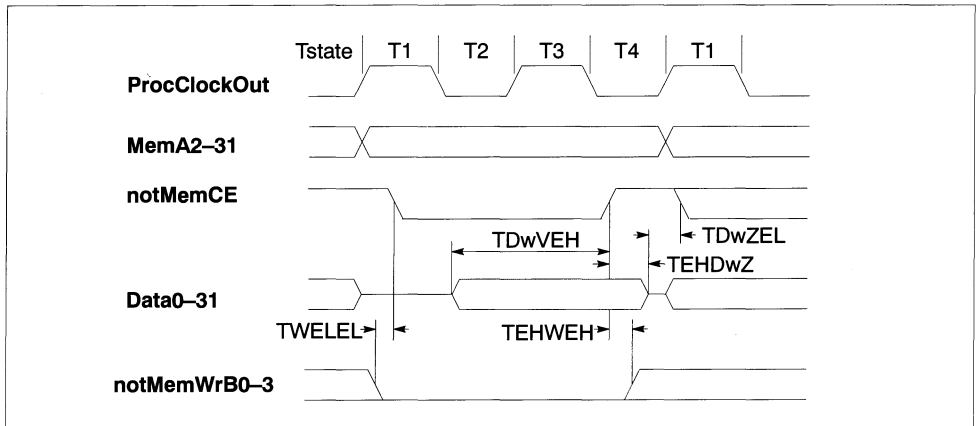 Tstate T1 T2 T3 T4 T1
ProcClockOut
MemA2–31
notMemCE
TDwVEH TDwZEL
TEHDwZ
Data0–31
TWELEL TEHWEH
notMemWrB0–3